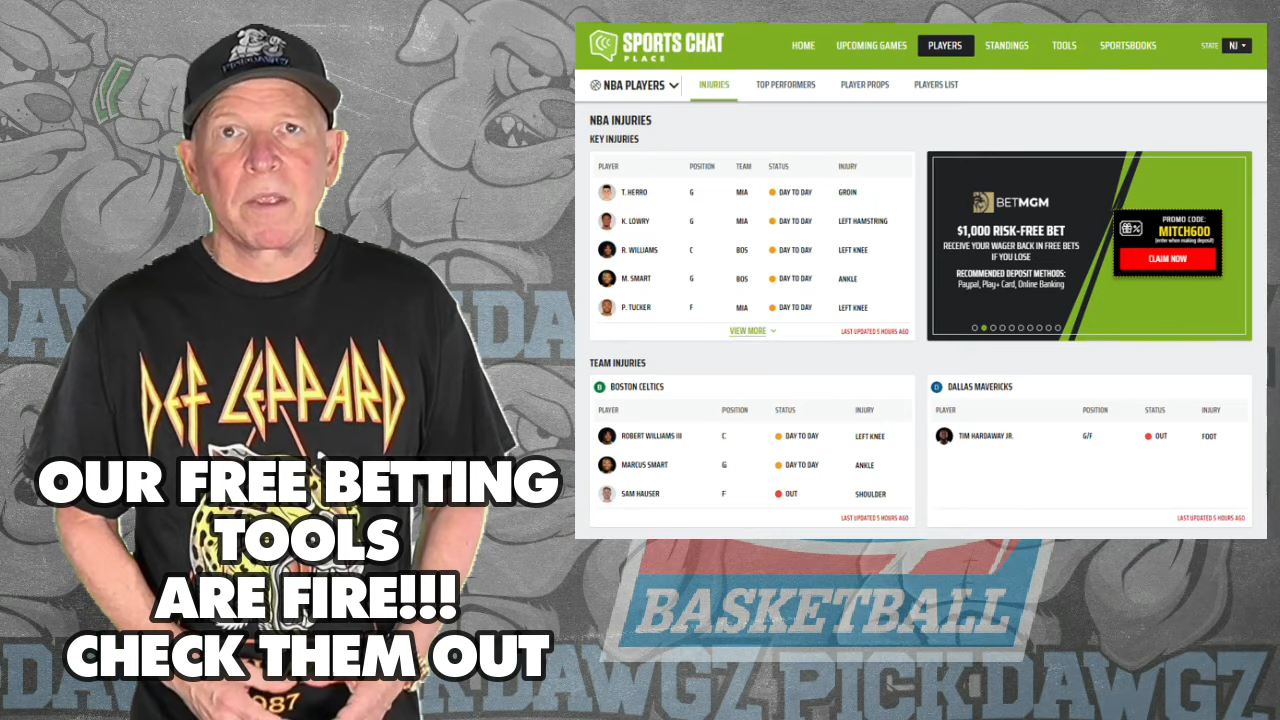 PICKDAWGZ
DEF LEPPARD
OUR FREE BETTING
TOOLS
ARE FIRE!!!
CHECK THEM OUT
1987
SPORTS CHAT
PLACE
HOME UPCOMING GAMES PLAYERS STANDINGS TOOLS SPORTSBOOKS STATE NJ
NBA PLAYERS INJURIES TOP PERFORMERS PLAYER PROPS PLAYERS LIST
NBA INJURIES
KEY INJURIES
PLAYER POSITION TEAM STATUS INJURY
T. HERRO G MIA DAY TO DAY GROIN
K. LOWRY G MIA DAY TO DAY LEFT HAMSTRING
R. WILLIAMS C BOS DAY TO DAY LEFT KNEE
M. SMART G BOS DAY TO DAY ANKLE
P. TUCKER F MIA DAY TO DAY LEFT KNEE
VIEW MORE LAST UPDATED 5 HOURS AGO
BETMGM
$1,000 RISK-FREE BET
RECEIVE YOUR WAGER BACK IN FREE BETS
IF YOU LOSE
RECOMMENDED DEPOSIT METHODS:
Paypal, Play+ Card, Online Banking
PROMO CODE:
MITCH600
(enter when making deposit)
CLAIM NOW
TEAM INJURIES
B BOSTON CELTICS
PLAYER POSITION STATUS INJURY
ROBERT WILLIAMS III C DAY TO DAY LEFT KNEE
MARCUS SMART G DAY TO DAY ANKLE
SAM HAUSER F OUT SHOULDER
LAST UPDATED 5 HOURS AGO
D DALLAS MAVERICKS
PLAYER POSITION STATUS INJURY
TIM HARDAWAY JR. G/F OUT FOOT
LAST UPDATED 5 HOURS AGO
BASKETBALL
DAWGZ PICKDAWGZ